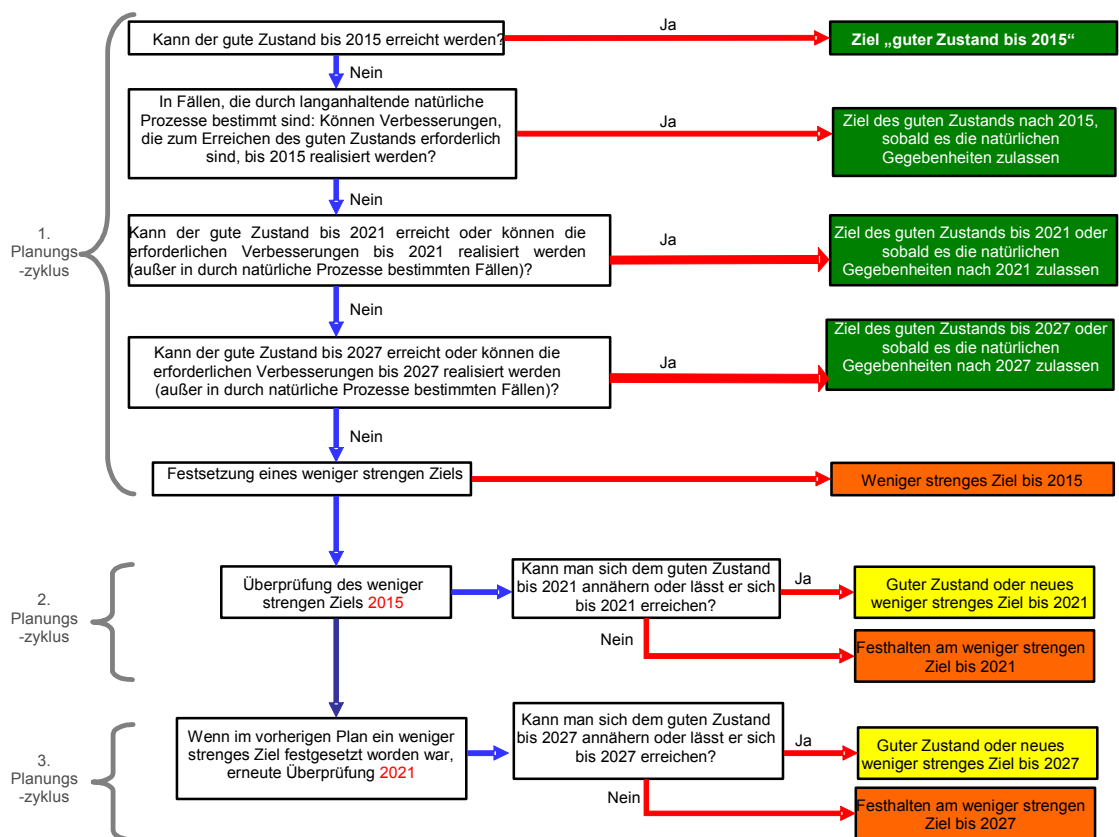 Kann der gute Zustand bis 2015 erreicht werden?
Ja
Ziel „guter Zustand bis 2015“
Nein
In Fällen, die durch langanhaltende natürliche
Prozesse bestimmt sind: Können Verbesserungen,
die zum Erreichen des guten Zustands erforderlich
sind, bis 2015 realisiert werden?
Ja
Ziel des guten Zustands nach 2015,
sobald es die natürlichen
Gegebenheiten zulassen
Nein
1.
Planungs
-zyklus
Kann der gute Zustand bis 2021 erreicht oder können die
erforderlichen Verbesserungen bis 2021 realisiert werden
(außer in durch natürliche Prozesse bestimmten Fällen)?
Ja
Ziel des guten Zustands bis 2021 oder
sobald es die natürlichen
Gegebenheiten nach 2021 zulassen
Nein
Kann der gute Zustand bis 2027 erreicht oder können die
erforderlichen Verbesserungen bis 2027 realisiert werden
(außer in durch natürliche Prozesse bestimmten Fällen)?
Ja
Ziel des guten Zustands bis 2027 oder
sobald es die natürlichen
Gegebenheiten nach 2027 zulassen
Nein
Festsetzung eines weniger strengen Ziels
Weniger strenges Ziel bis 2015
2.
Planungs
-zyklus
Überprüfung des weniger
strengen Ziels 2015
Kann man sich dem guten Zustand
bis 2021 annähern oder lässt er sich
bis 2021 erreichen?
Ja
Guter Zustand oder neues
weniger strenges Ziel bis 2021
Nein
Festhalten am weniger strengen
Ziel bis 2021
3.
Planungs
-zyklus
Wenn im vorherigen Plan ein weniger
strenges Ziel festgesetzt worden war,
erneute Überprüfung 2021
Kann man sich dem guten Zustand
bis 2027 annähern oder lässt er sich
bis 2027 erreichen?
Ja
Guter Zustand oder neues
weniger strenges Ziel bis 2027
Nein
Festhalten am weniger strengen
Ziel bis 2027